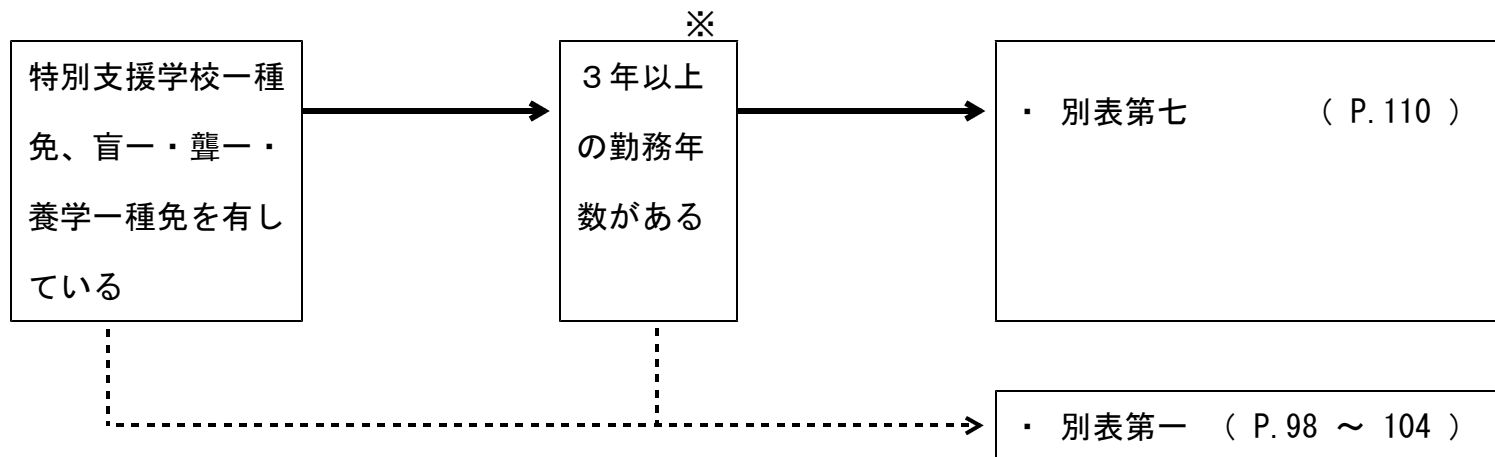 ※
特別支援学校一種
免、盲一・聾一・
養学一種免を有し
ている
３年以上
の勤務年
数がある
・ 別表第七 （ P.110 ）
・ 別表第一 （ P.98 ～ 104 ）